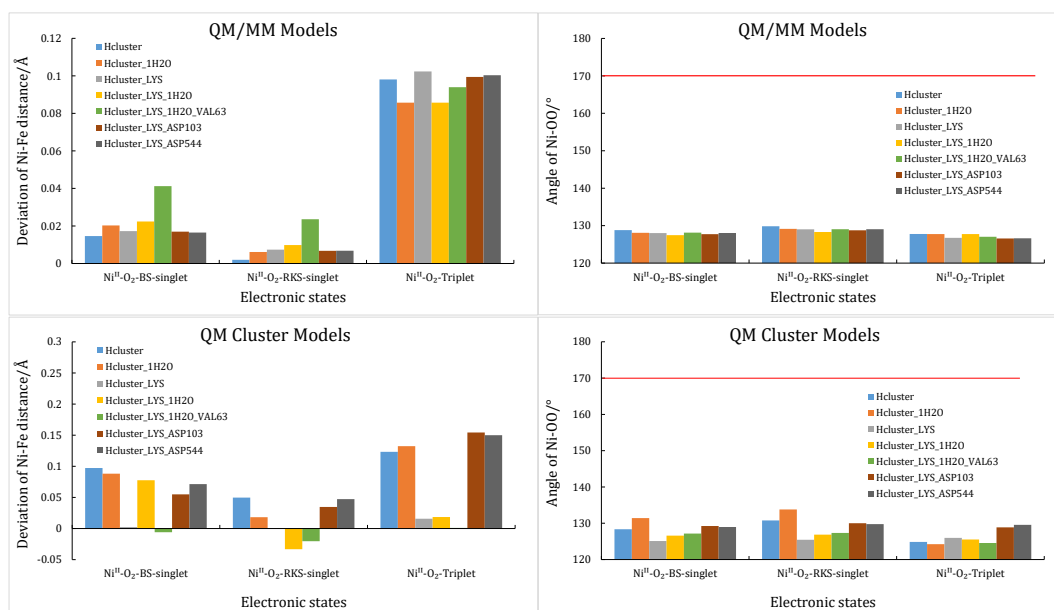 QM/MM Models
Deviation of Ni-Fe distance/Å
0.12
0.1
0.08
0.06
0.04
0.02
0
Hcluster
Hcluster_1H2O
Hcluster_LYS
Hcluster_LYS_1H2O
Hcluster_LYS_1H2O_VAL63
Hcluster_LYS_ASP103
Hcluster_LYS_ASP544
Niᴵᴵ-O₂-BS-singlet Niᴵᴵ-O₂-RKS-singlet Niᴵᴵ-O₂-Triplet
Electronic states
QM/MM Models
Angle of Ni-OO/°
180
170
160
150
140
130
120
Hcluster
Hcluster_1H2O
Hcluster_LYS
Hcluster_LYS_1H2O
Hcluster_LYS_1H2O_VAL63
Hcluster_LYS_ASP103
Hcluster_LYS_ASP544
Niᴵᴵ-O₂-BS-singlet Niᴵᴵ-O₂-RKS-singlet Niᴵᴵ-O₂-Triplet
Electronic states
QM Cluster Models
Deviation of Ni-Fe distance/Å
0.3
0.25
0.2
0.15
0.1
0.05
0
-0.05
Hcluster
Hcluster_1H2O
Hcluster_LYS
Hcluster_LYS_1H2O
Hcluster_LYS_1H2O_VAL63
Hcluster_LYS_ASP103
Hcluster_LYS_ASP544
Niᴵᴵ-O₂-BS-singlet Niᴵᴵ-O₂-RKS-singlet Niᴵᴵ-O₂-Triplet
Electronic states
QM Cluster Models
Angle of Ni-OO/°
180
170
160
150
140
130
120
Hcluster
Hcluster_1H2O
Hcluster_LYS
Hcluster_LYS_1H2O
Hcluster_LYS_1H2O_VAL63
Hcluster_LYS_ASP103
Hcluster_LYS_ASP544
Niᴵᴵ-O₂-BS-singlet Niᴵᴵ-O₂-RKS-singlet Niᴵᴵ-O₂-Triplet
Electronic states